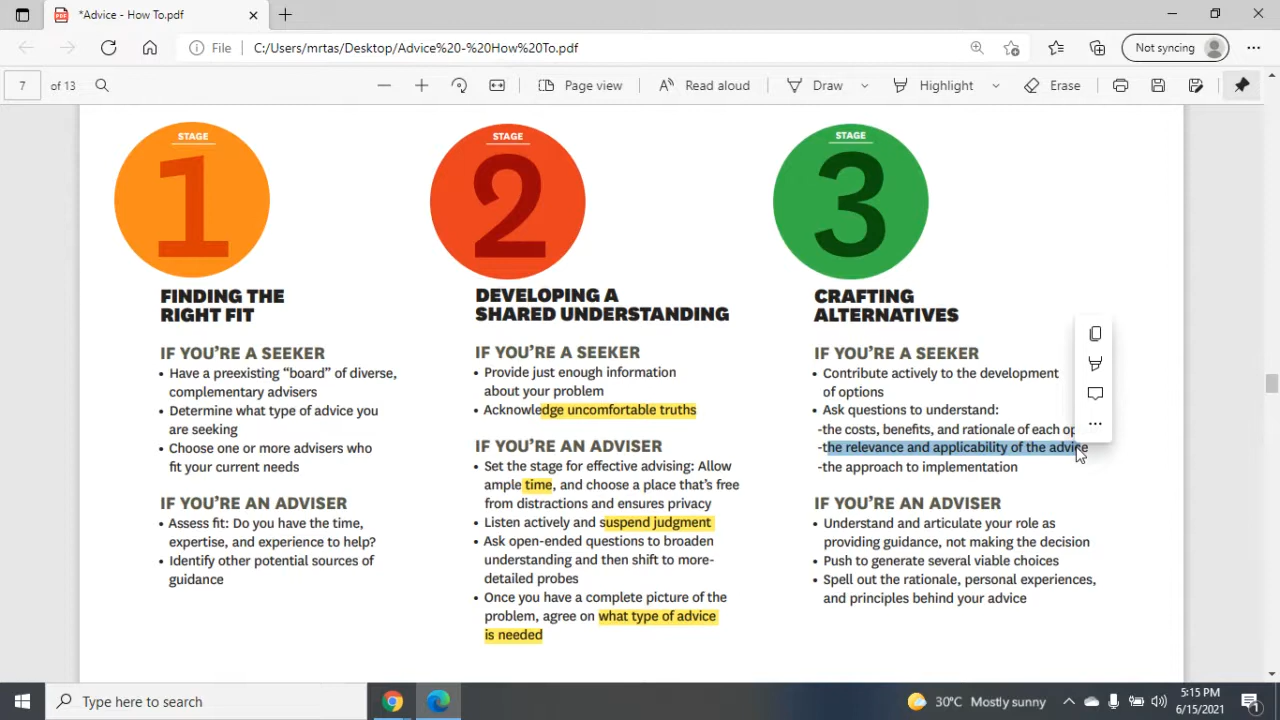 *Advice - How To.pdf
File
C:/Users/mrtas/Desktop/Advice%20-%20How%20To.pdf
Not syncing
7 of 13
Page view
Read aloud
Draw
Highlight
Erase
STAGE
1
FINDING THE
RIGHT FIT
IF YOU'RE A SEEKER
• Have a preexisting “board” of diverse,
complementary advisers
• Determine what type of advice you
are seeking
• Choose one or more advisers who
fit your current needs
IF YOU'RE AN ADVISER
• Assess fit: Do you have the time,
expertise, and experience to help?
• Identify other potential sources of
guidance
STAGE
2
DEVELOPING A
SHARED UNDERSTANDING
IF YOU'RE A SEEKER
• Provide just enough information
about your problem
• Acknowledge uncomfortable truths
IF YOU'RE AN ADVISER
• Set the stage for effective advising: Allow
ample time, and choose a place that's free
from distractions and ensures privacy
• Listen actively and suspend judgment
• Ask open-ended questions to broaden
understanding and then shift to more-
detailed probes
• Once you have a complete picture of the
problem, agree on what type of advice
is needed
STAGE
3
CRAFTING
ALTERNATIVES
IF YOU'RE A SEEKER
• Contribute actively to the development
of options
• Ask questions to understand:
-the costs, benefits, and rationale of each op
-the relevance and applicability of the advice
-the approach to implementation
IF YOU'RE AN ADVISER
• Understand and articulate your role as
providing guidance, not making the decision
• Push to generate several viable choices
• Spell out the rationale, personal experiences,
and principles behind your advice
Type here to search
30°C Mostly sunny
5:15 PM
6/15/2021
1